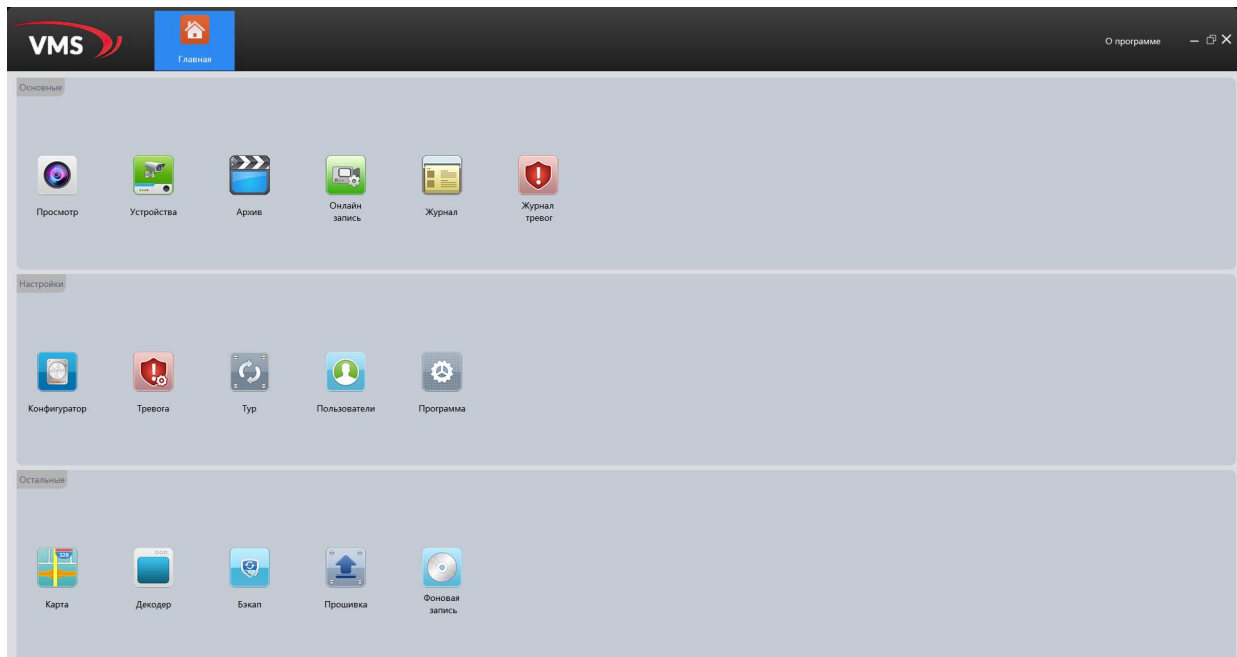 VMS
Главная
О программе
Основные
Просмотр
Устройства
Архив
Онлайн
запись
Журнал
Журнал
тревог
Настройки
Конфигуратор
Тревога
Тур
Пользователи
Программа
Остальные
320
Карта
Декодер
Бэкап
Прошивка
Фоновая
запись